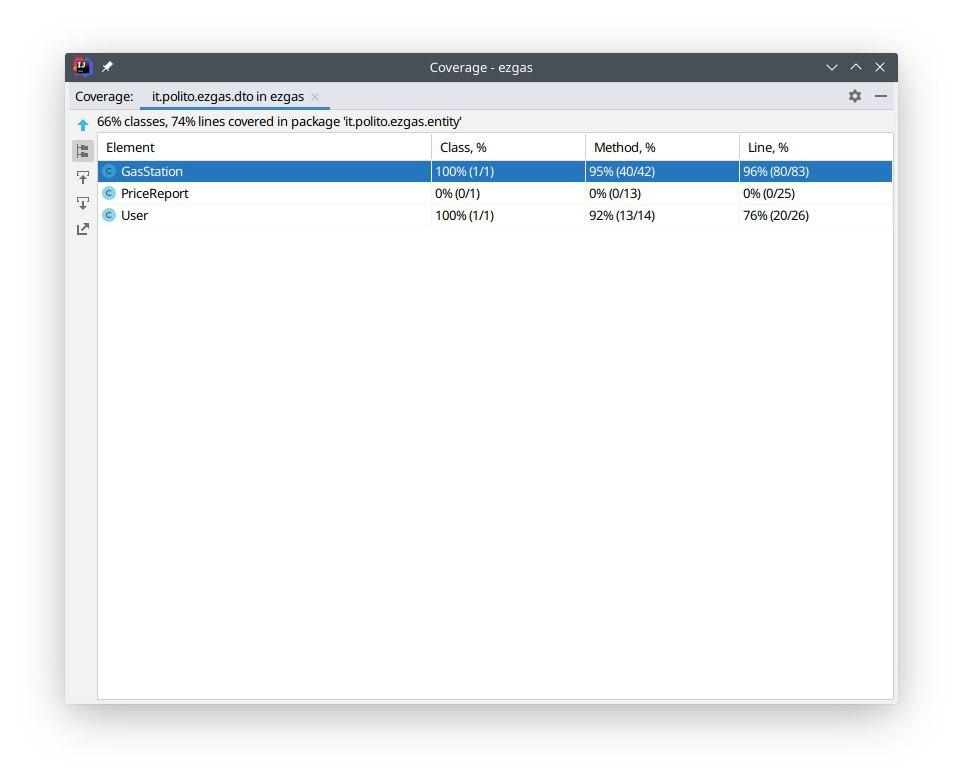 Coverage - ezgas
Coverage: it.polito.ezgas.dto in ezgas
66% classes, 74% lines covered in package 'it.polito.ezgas.entity'
Element Class, % Method, % Line, %
C GasStation 100% (1/1) 95% (40/42) 96% (80/83)
C PriceReport 0% (0/1) 0% (0/13) 0% (0/25)
C User 100% (1/1) 92% (13/14) 76% (20/26)